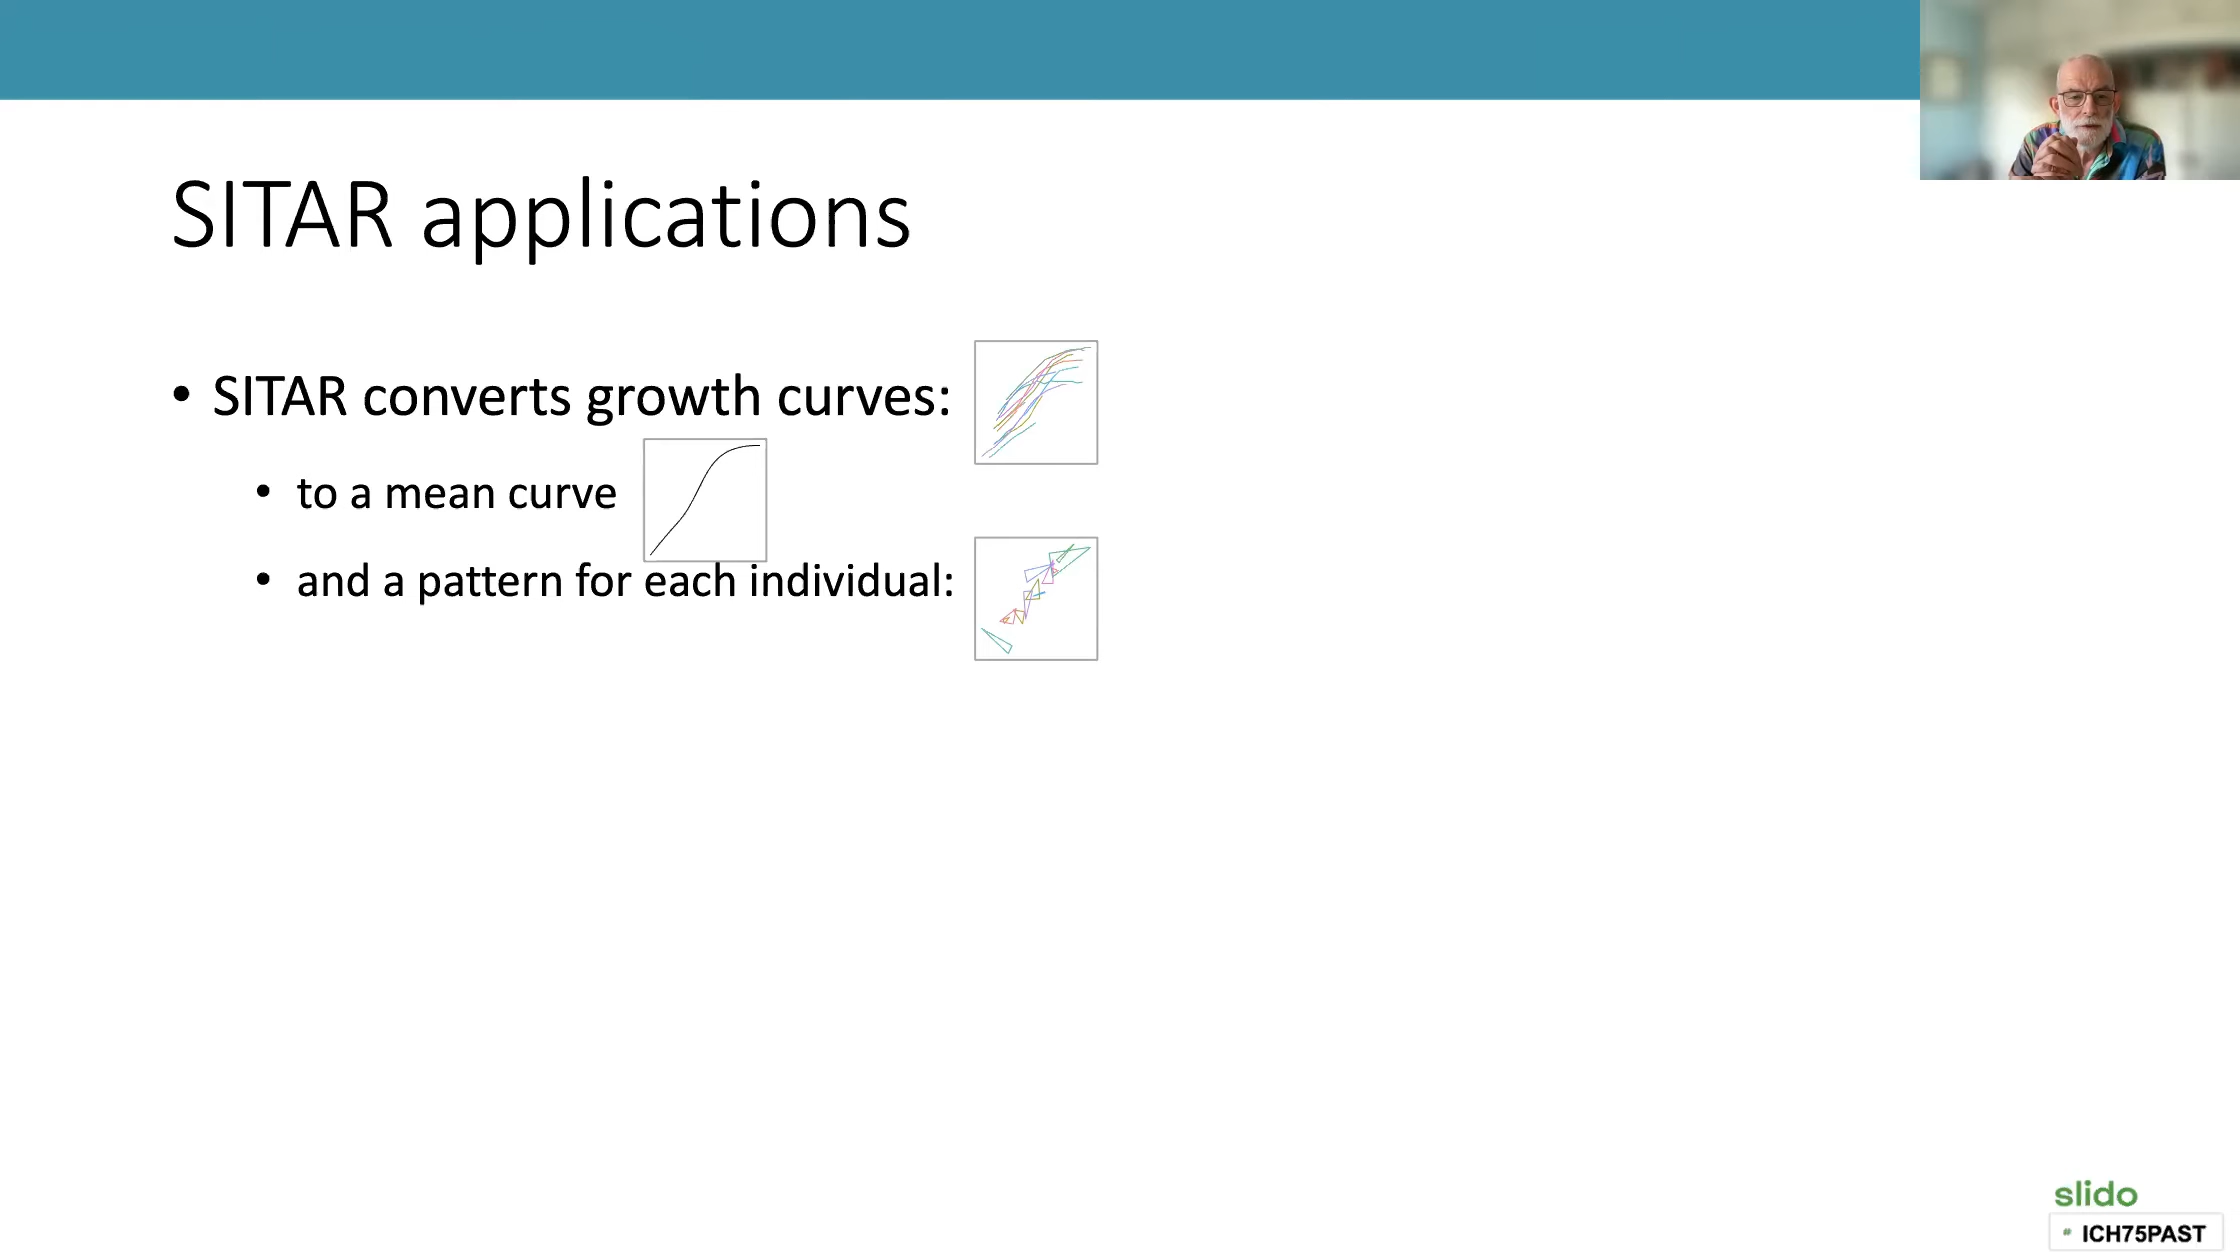 SITAR applications
• SITAR converts growth curves:
• to a mean curve
• and a pattern for each individual:
slido
# ICH75PAST